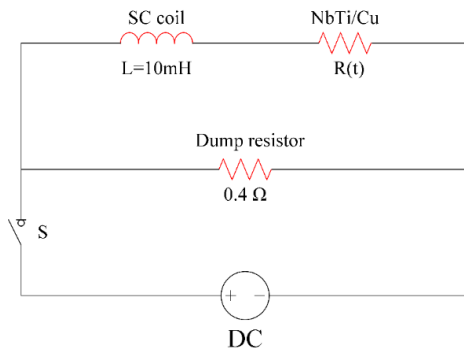 SC coil
NbTi/Cu
L=10mH
R(t)
Dump resistor
0.4 Ω
S
+ −
DC